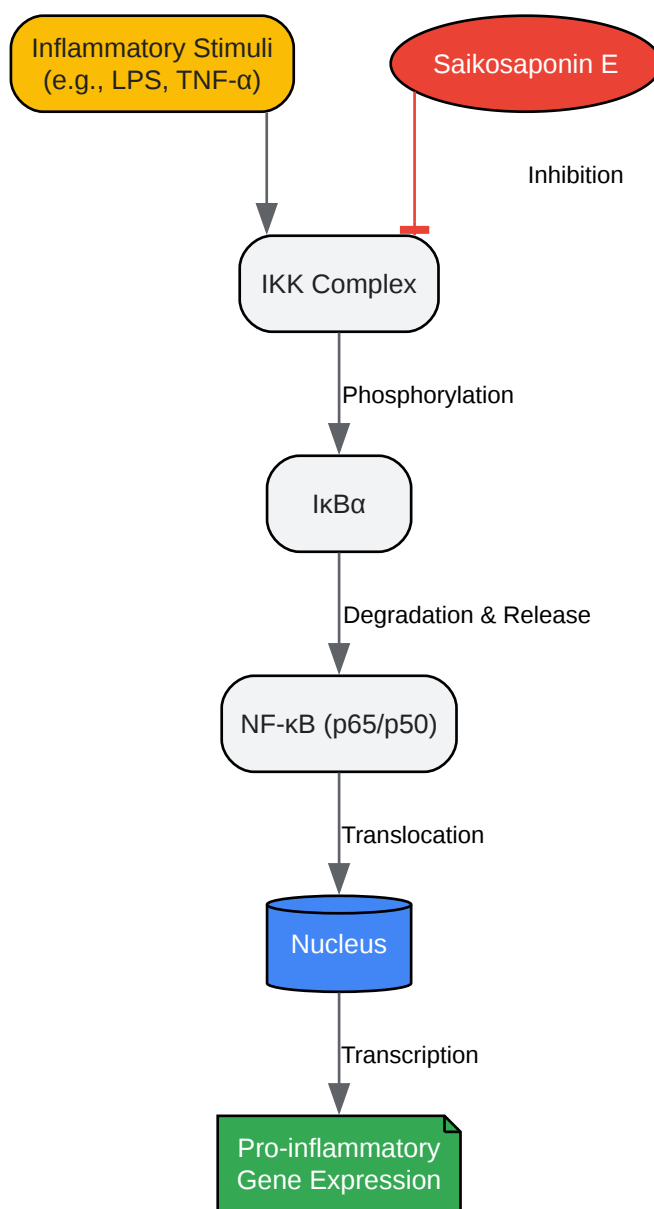 Inflammatory Stimuli
(e.g., LPS, TNF-α)
Saikosaponin E
Inhibition
IKK Complex
Phosphorylation
IκBα
Degradation & Release
NF-κB (p65/p50)
Translocation
Nucleus
Transcription
Pro-inflammatory
Gene Expression